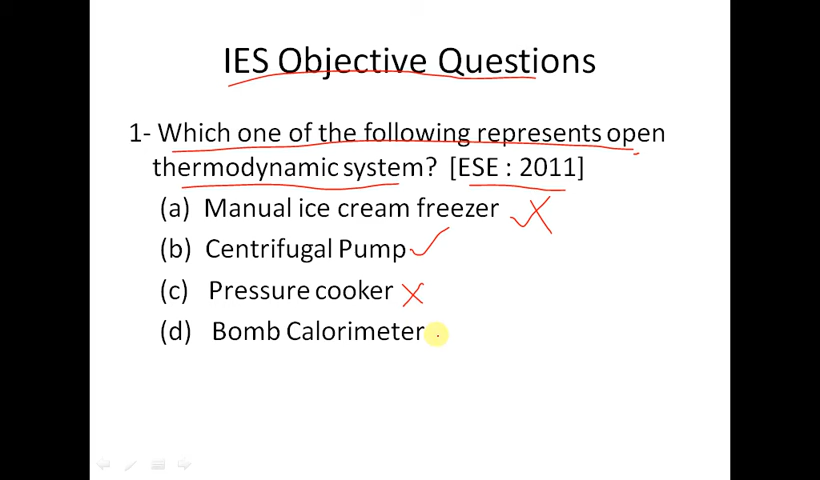 IES Objective Questions
1- Which one of the following represents open
thermodynamic system? [ESE : 2011]
(a) Manual ice cream freezer
(b) Centrifugal Pump
(c) Pressure cooker
(d) Bomb Calorimeter